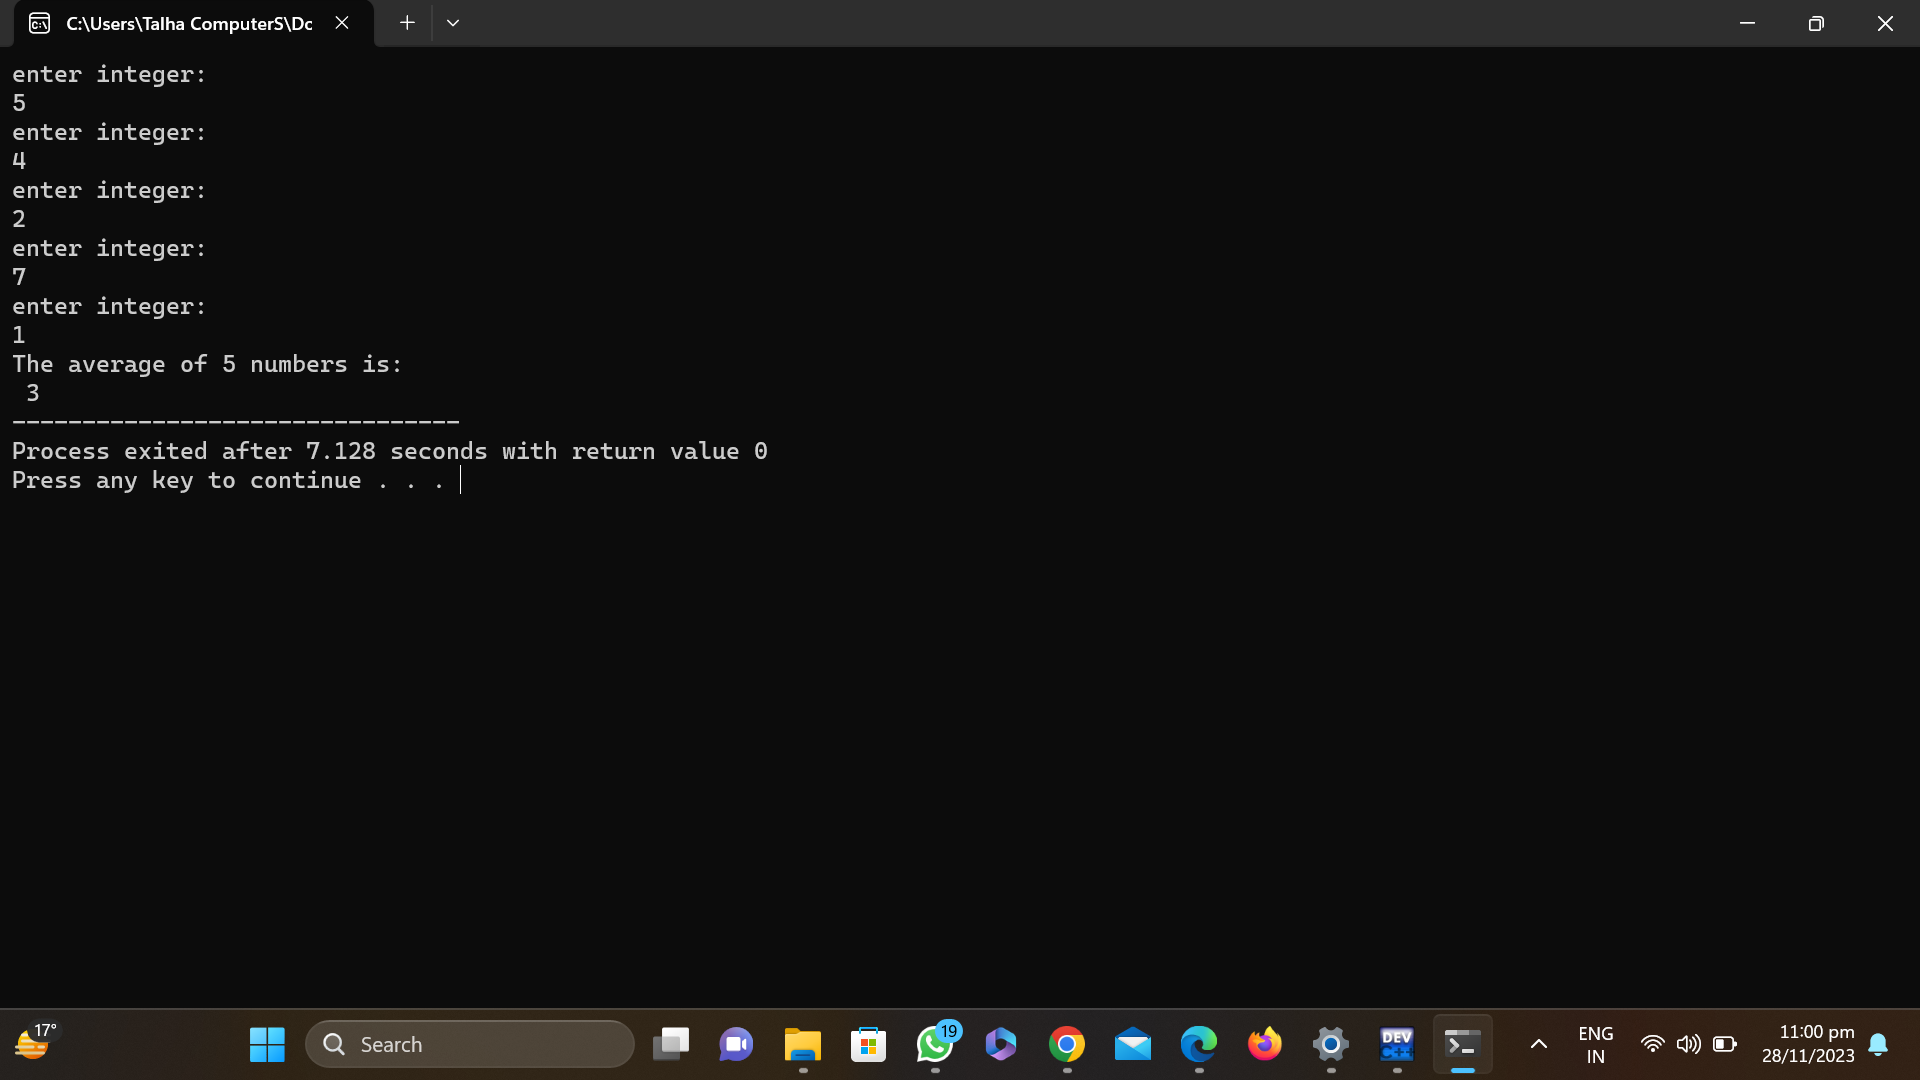 C:\Users\Talha ComputerS\Dc
enter integer:
5
enter integer:
4
enter integer:
2
enter integer:
7
enter integer:
1
The average of 5 numbers is:
3
--------------------------------
Process exited after 7.128 seconds with return value 0
Press any key to continue . . .
17°
Search
19
DEV
C++
ENG
IN
11:00 pm
28/11/2023